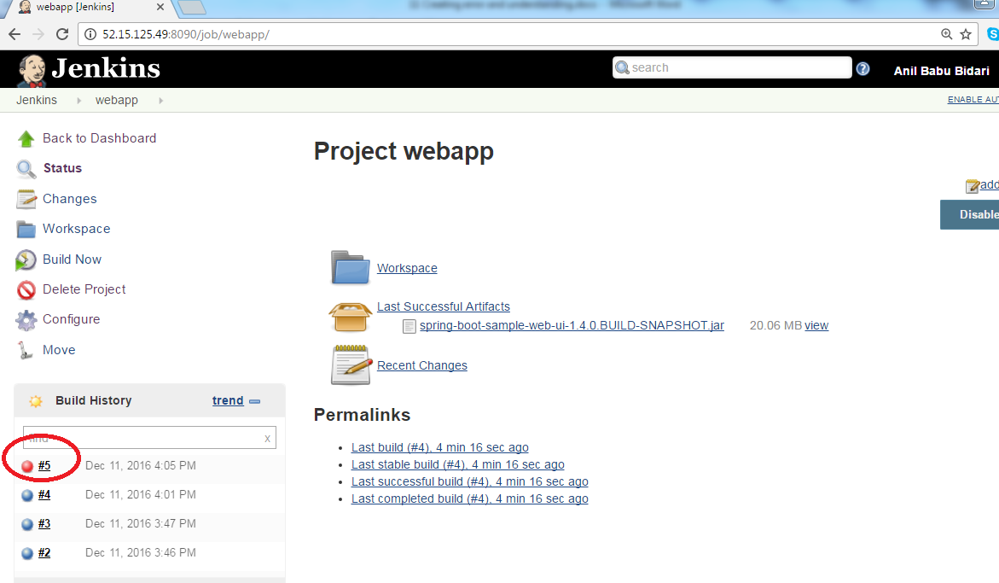 webapp [Jenkins]
52.15.125.49:8090/job/webapp/
Jenkins
search
Anil Babu Bidari
Jenkins
webapp
ENABLE AUT
Back to Dashboard
Status
Changes
Workspace
Build Now
Delete Project
Configure
Move
Project webapp
add
Disable
Workspace
Last Successful Artifacts
spring-boot-sample-web-ui-1.4.0.BUILD-SNAPSHOT.jar 20.06 MB view
Recent Changes
Permalinks
Last build (#4), 4 min 16 sec ago
Last stable build (#4), 4 min 16 sec ago
Last successful build (#4), 4 min 16 sec ago
Last completed build (#4), 4 min 16 sec ago
Build History trend
find x
#5 Dec 11, 2016 4:05 PM
#4 Dec 11, 2016 4:01 PM
#3 Dec 11, 2016 3:47 PM
#2 Dec 11, 2016 3:46 PM